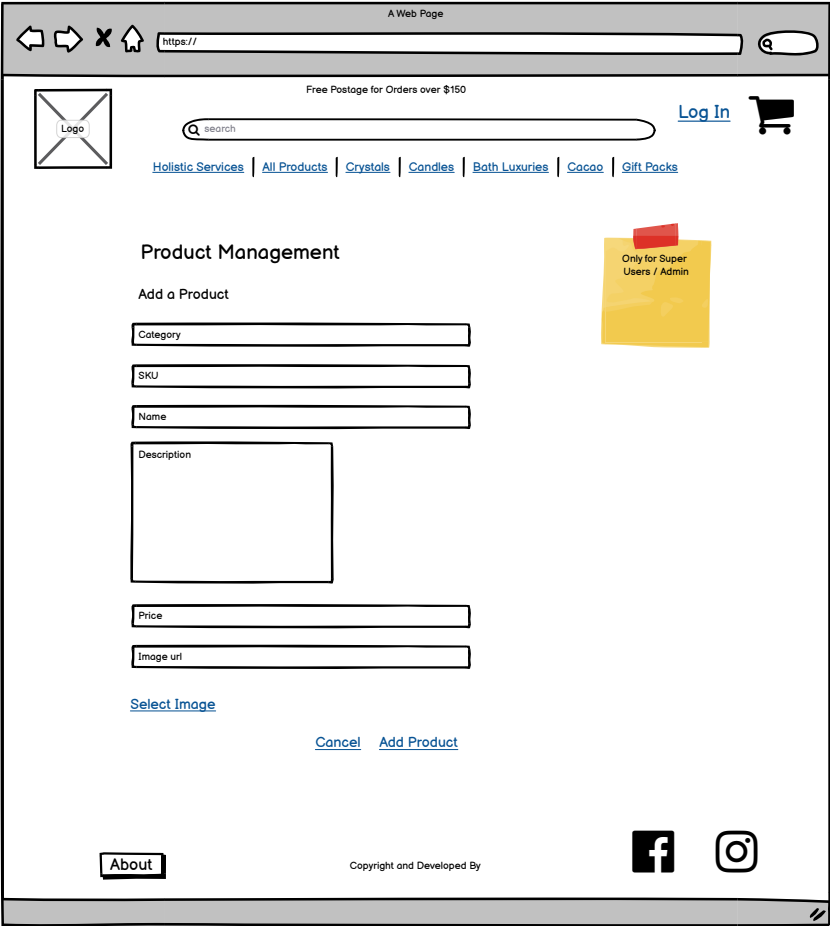 A Web Page
https://
Free Postage for Orders over $150
Logo
Log In
search
Holistic Services | All Products | Crystals | Candles | Bath Luxuries | Cacao | Gift Packs
Product Management
Only for Super
Users / Admin
Add a Product
Category
SKU
Name
Description
Price
Image url
Select Image
Cancel Add Product
About
Copyright and Developed By